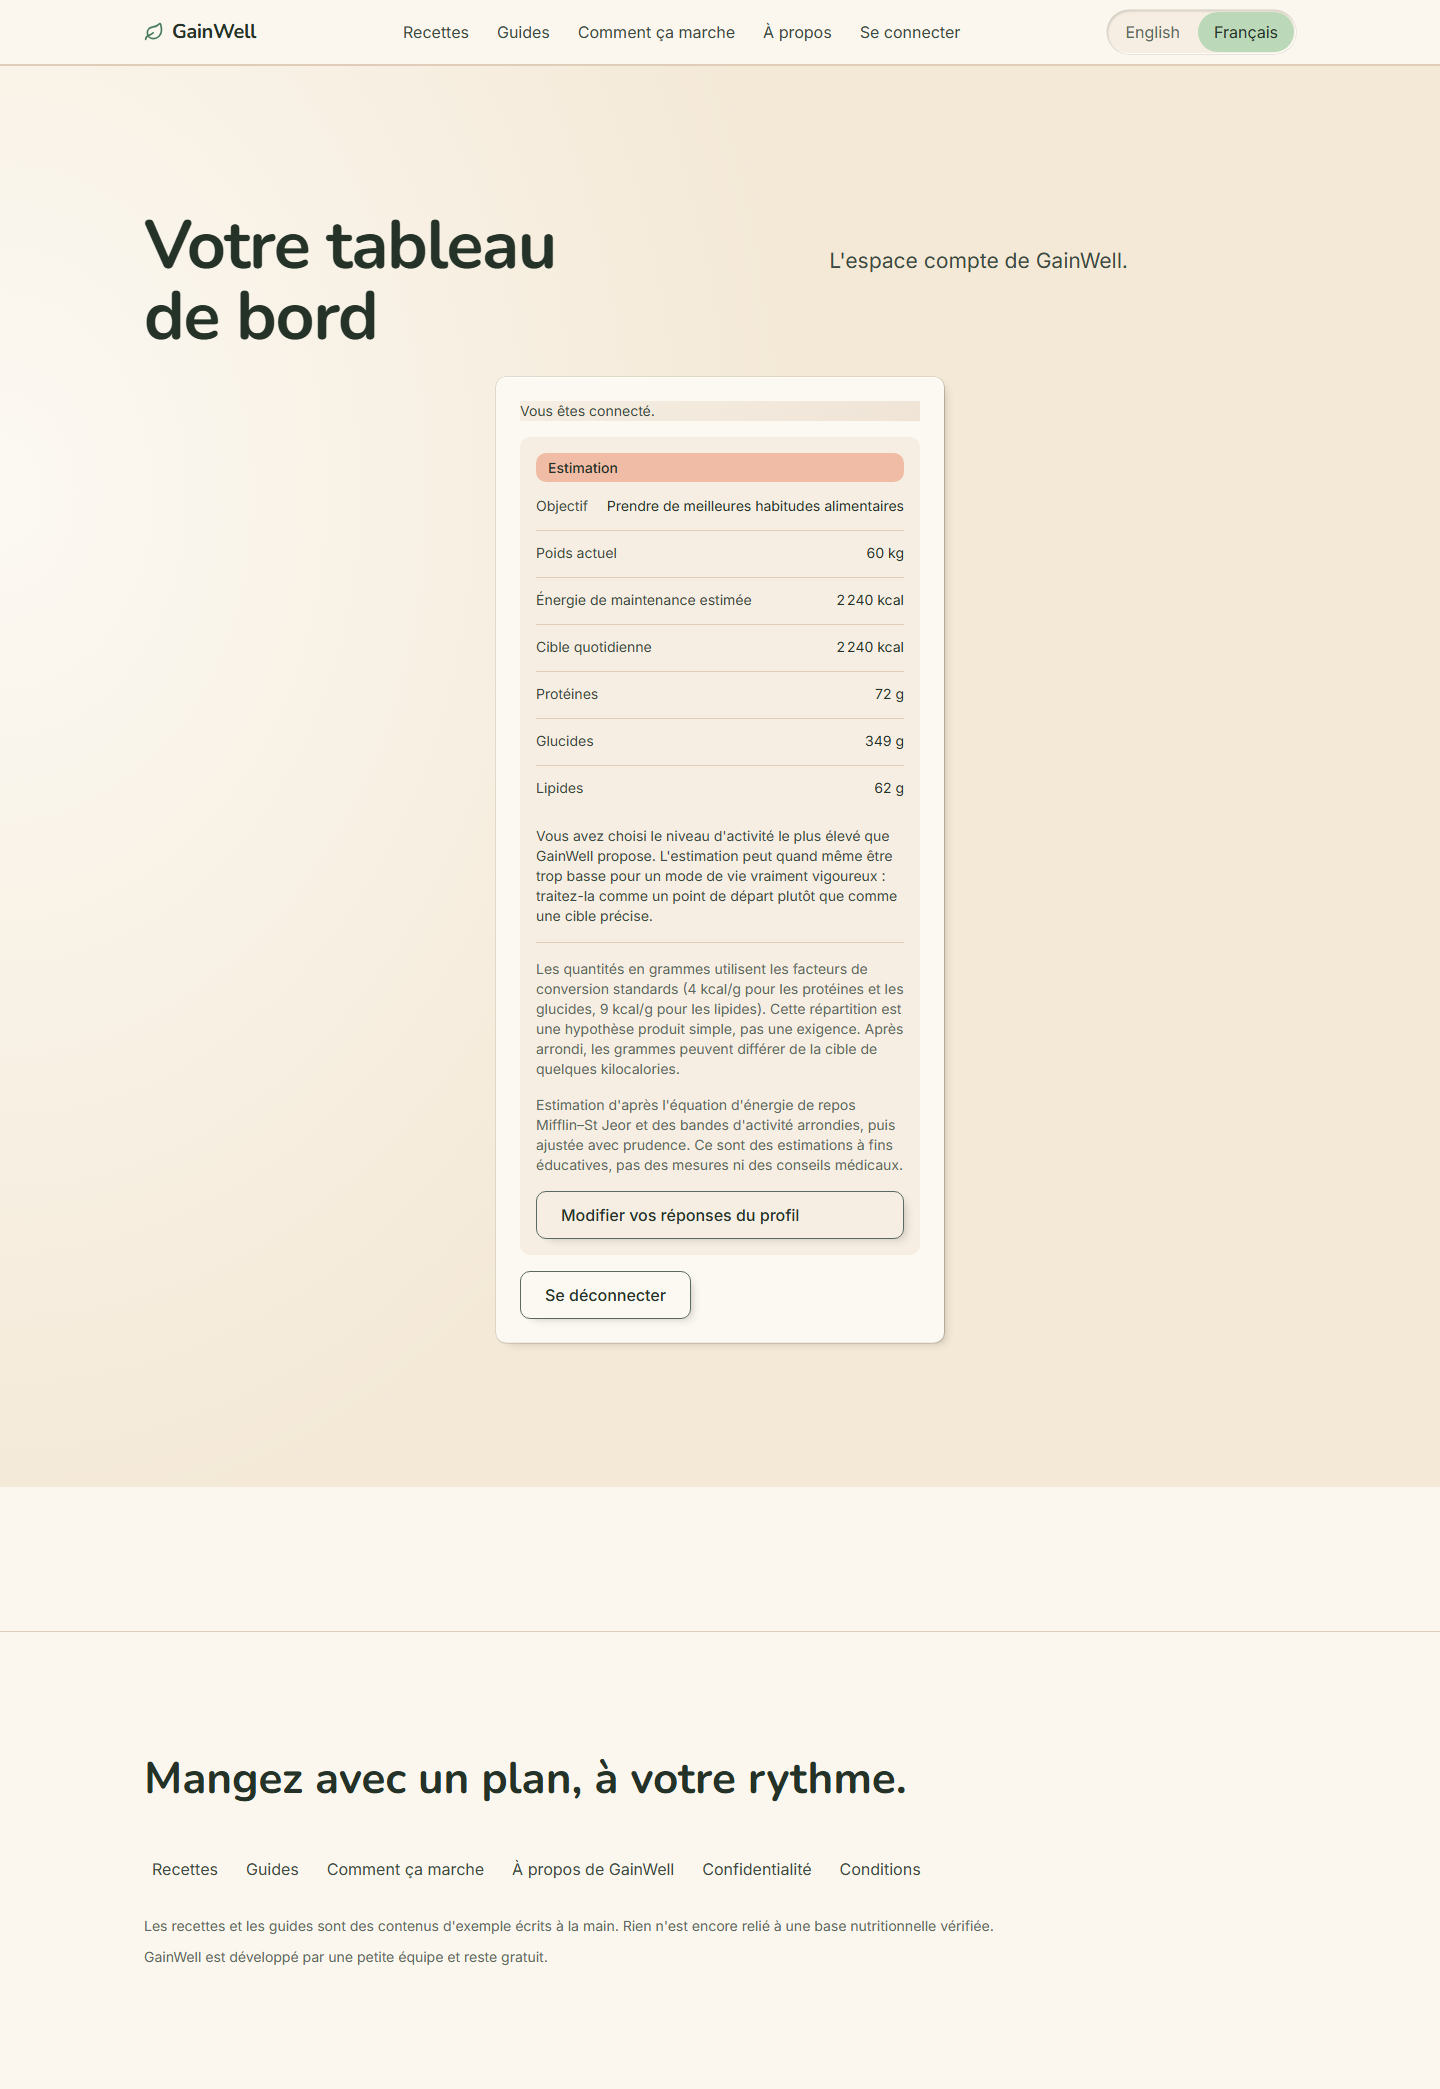 GainWell
Recettes Guides Comment ça marche À propos Se connecter
English Français
Votre tableau
de bord
L'espace compte de GainWell.
Vous êtes connecté.
Estimation
Objectif Prendre de meilleures habitudes alimentaires
Poids actuel 60 kg
Énergie de maintenance estimée 2 240 kcal
Cible quotidienne 2 240 kcal
Protéines 72 g
Glucides 349 g
Lipides 62 g
Vous avez choisi le niveau d'activité le plus élevé que
GainWell propose. L'estimation peut quand même être
trop basse pour un mode de vie vraiment vigoureux :
traitez-la comme un point de départ plutôt que comme
une cible précise.
Les quantités en grammes utilisent les facteurs de
conversion standards (4 kcal/g pour les protéines et les
glucides, 9 kcal/g pour les lipides). Cette répartition est
une hypothèse produit simple, pas une exigence. Après
arrondi, les grammes peuvent différer de la cible de
quelques kilocalories.
Estimation d'après l'équation d'énergie de repos
Mifflin–St Jeor et des bandes d'activité arrondies, puis
ajustée avec prudence. Ce sont des estimations à fins
éducatives, pas des mesures ni des conseils médicaux.
Modifier vos réponses du profil
Se déconnecter
Mangez avec un plan, à votre rythme.
Recettes Guides Comment ça marche À propos de GainWell Confidentialité Conditions
Les recettes et les guides sont des contenus d'exemple écrits à la main. Rien n'est encore relié à une base nutritionnelle vérifiée.
GainWell est développé par une petite équipe et reste gratuit.